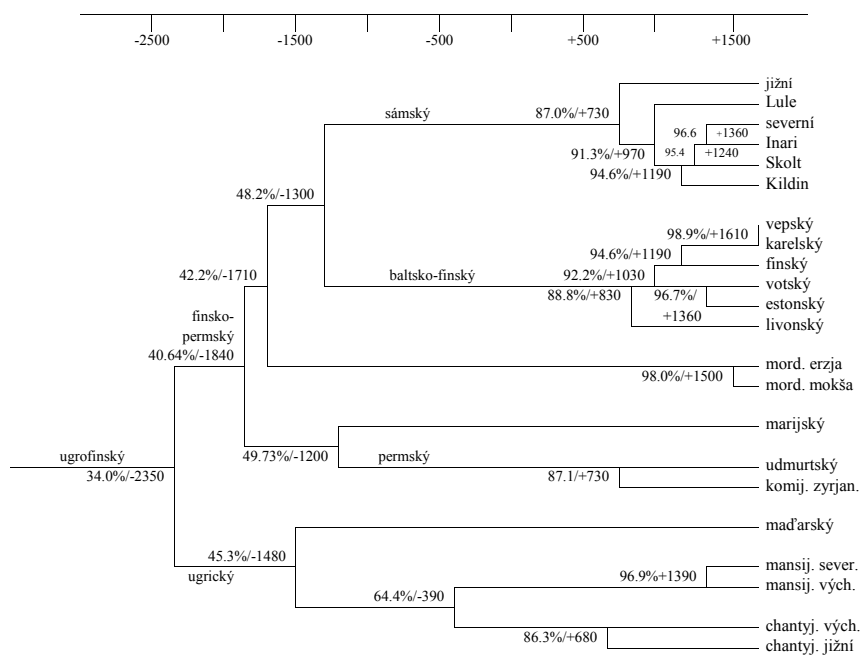 -2500 -1500 -500 +500 +1500
jižní
Lule
sámský 87.0%/+730
severní
96.6 +1360
Inari
91.3%/+970 95.4 +1240
Skolt
94.6%/+1190
Kildin
48.2%/-1300
vepský
98.9%/+1610
karelský
94.6%/+1190
finský
42.2%/-1710
baltsko-finský 92.2%/+1030
votský
88.8%/+830 96.7%/
+1360
estonský
livonský
finsko-
permský
40.64%/-1840
mord. erzja
98.0%/+1500
mord. mokša
marijský
49.73%/-1200
ugrofinský
34.0%/-2350
permský
udmurtský
87.1/+730
komij. zyrjan.
maďarský
45.3%/-1480
ugrický
mansij. sever.
96.9%+1390
mansij. vých.
64.4%/-390
chantyj. vých.
86.3%/+680
chantyj. jižní